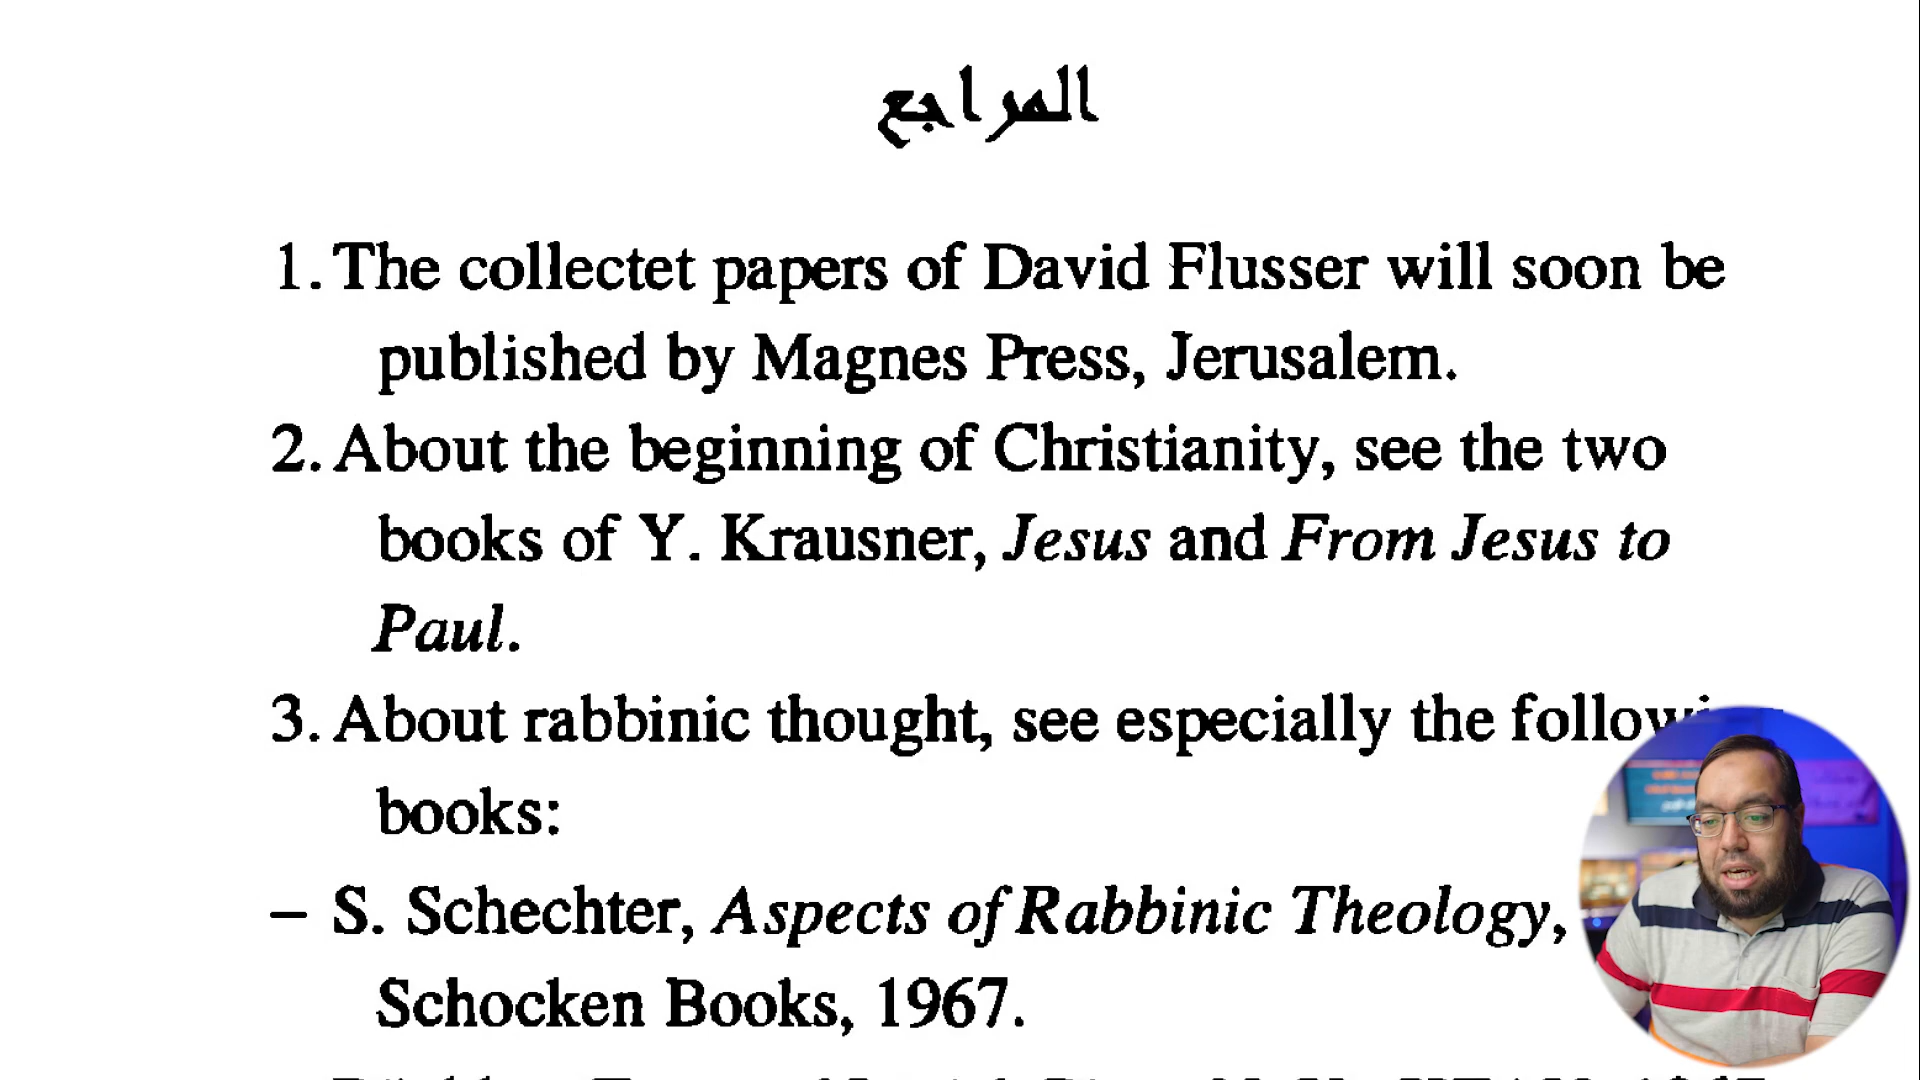 المراجع
1. The collectet papers of David Flusser will soon be
published by Magnes Press, Jerusalem.
2. About the beginning of Christianity, see the two
books of Y. Krausner, Jesus and From Jesus to
Paul.
3. About rabbinic thought, see especially the
books:
– S. Schechter, Aspects of Rabbinic Theology,
Schocken Books, 1967.